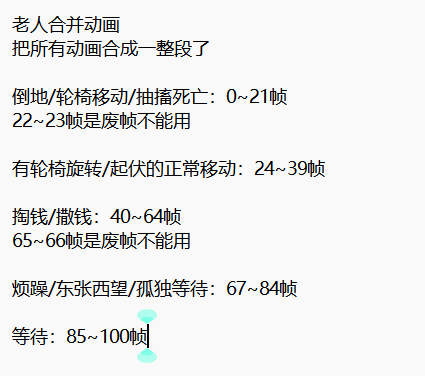 老人合并动画
把所有动画合成一整段了
倒地/轮椅移动/抽搐死亡：0~21帧
22~23帧是废帧不能用
有轮椅旋转/起伏的正常移动：24~39帧
掏钱/撒钱：40~64帧
65~66帧是废帧不能用
烦躁/东张西望/孤独等待：67~84帧
等待：85~100帧